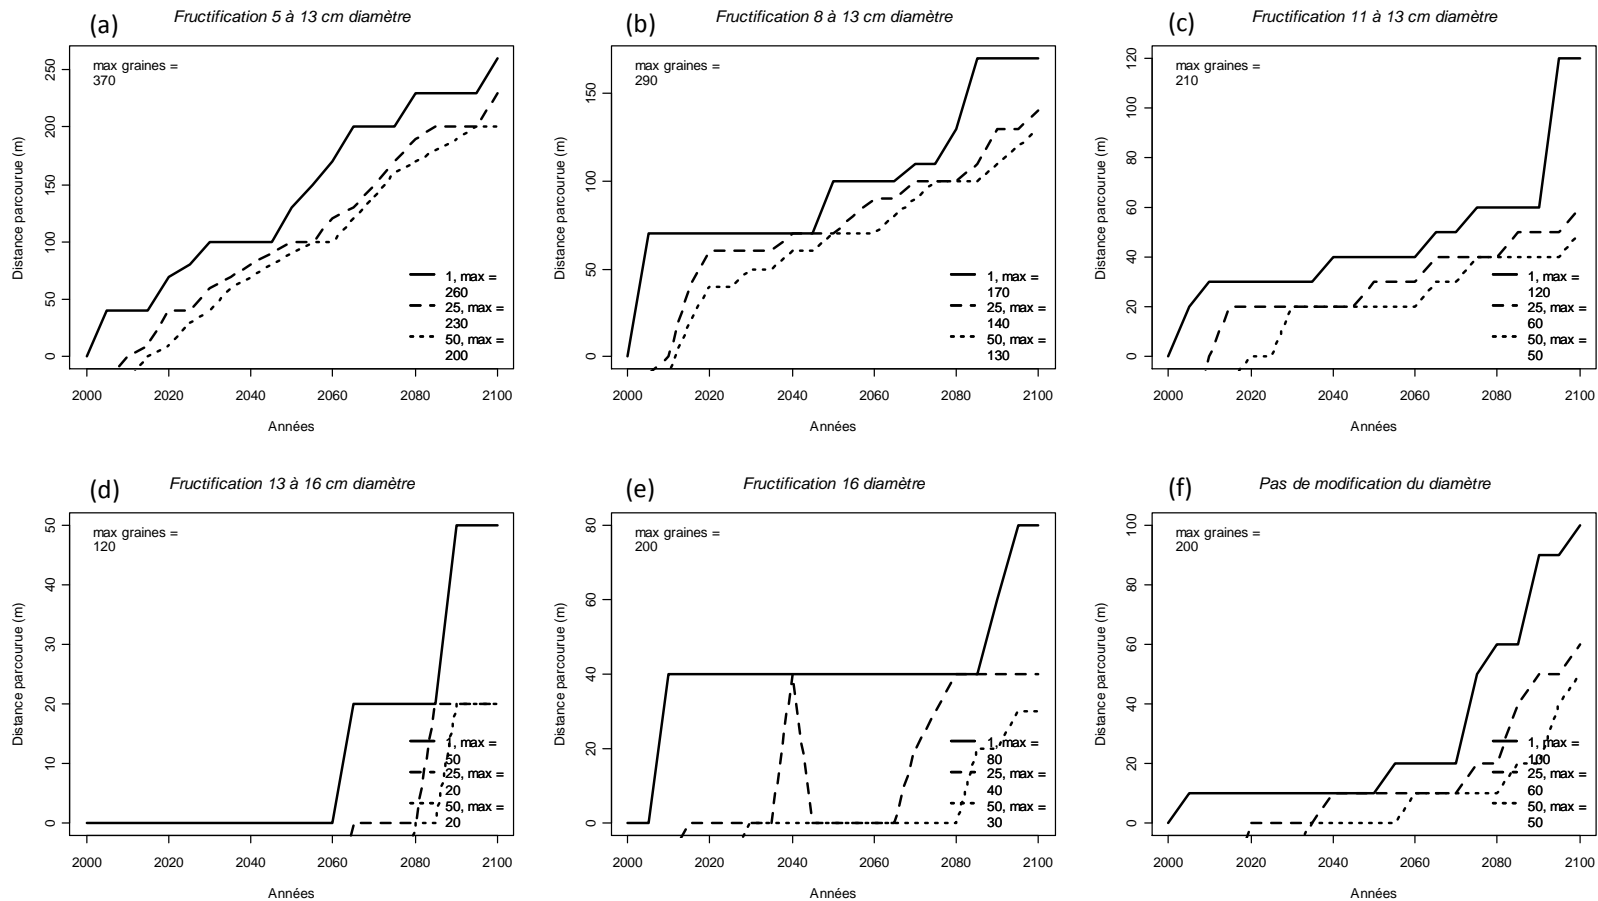 (a)
Fructification 5 à 13 cm diamètre
max graines =
370
Distance parcourue (m)
250
200
150
100
50
0
1, max =
260
25, max =
230
50, max =
200
2000 2020 2040 2060 2080 2100
Années
(b)
Fructification 8 à 13 cm diamètre
max graines =
290
Distance parcourue (m)
150
100
50
0
1, max =
170
25, max =
140
50, max =
130
2000 2020 2040 2060 2080 2100
Années
(c)
Fructification 11 à 13 cm diamètre
max graines =
210
Distance parcourue (m)
120
100
80
60
40
20
0
1, max =
120
25, max =
60
50, max =
50
2000 2020 2040 2060 2080 2100
Années
(d)
Fructification 13 à 16 cm diamètre
max graines =
120
Distance parcourue (m)
50
40
30
20
10
0
1, max =
50
25, max =
20
50, max =
20
2000 2020 2040 2060 2080 2100
Années
(e)
Fructification 16 diamètre
max graines =
200
Distance parcourue (m)
80
60
40
20
0
1, max =
80
25, max =
40
50, max =
30
2000 2020 2040 2060 2080 2100
Années
(f)
Pas de modification du diamètre
max graines =
200
Distance parcourue (m)
100
80
60
40
20
0
1, max =
100
25, max =
60
50, max =
50
2000 2020 2040 2060 2080 2100
Années